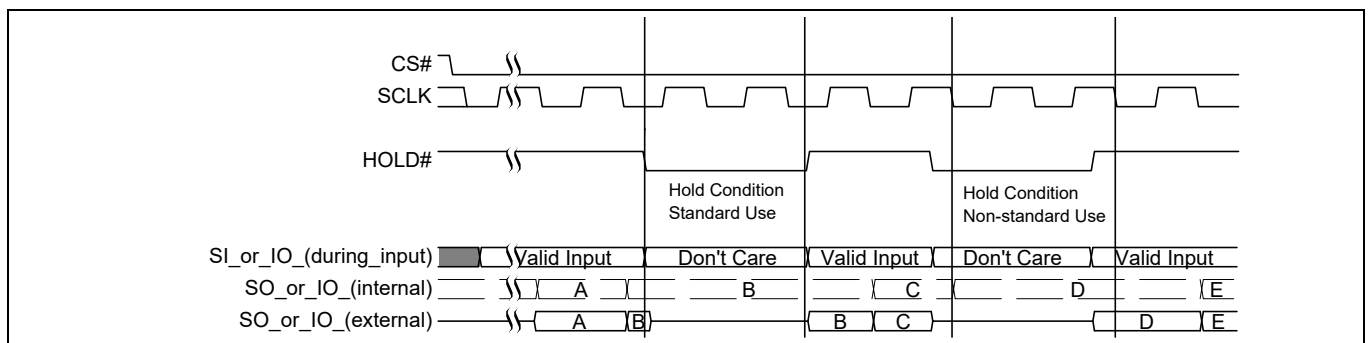 CS#
SCLK
HOLD#
Hold Condition
Standard Use
Hold Condition
Non-standard Use
SI_or_IO_(during_input) Valid Input Don't Care Valid Input Don't Care Valid Input
SO_or_IO_(internal) A B C D E
SO_or_IO_(external) A B B C D E